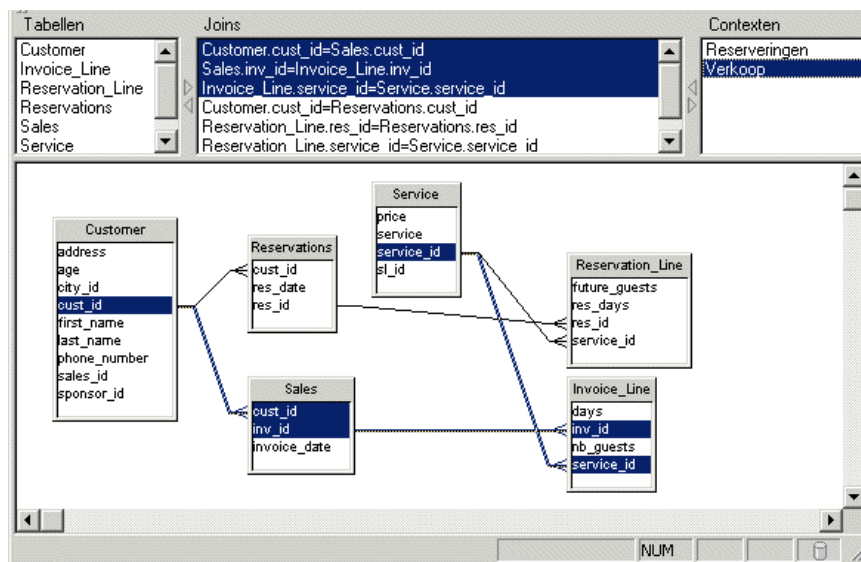 Tabellen
Joins
Contexten
Customer
Invoice_Line
Reservation_Line
Reservations
Sales
Service
Customer.cust_id=Sales.cust_id
Sales.inv_id=Invoice_Line.inv_id
Invoice_Line.service_id=Service.service_id
Customer.cust_id=Reservations.cust_id
Reservation_Line.res_id=Reservations.res_id
Reservation_Line.service_id=Service.service_id
Reserveringen
Verkoop
Customer
address
age
city_id
cust_id
first_name
last_name
phone_number
sales_id
sponsor_id
Reservations
cust_id
res_date
res_id
Service
price
service
service_id
sl_id
Reservation_Line
future_guests
res_days
res_id
service_id
Sales
cust_id
inv_id
invoice_date
Invoice_Line
days
inv_id
nb_guests
service_id
NUM